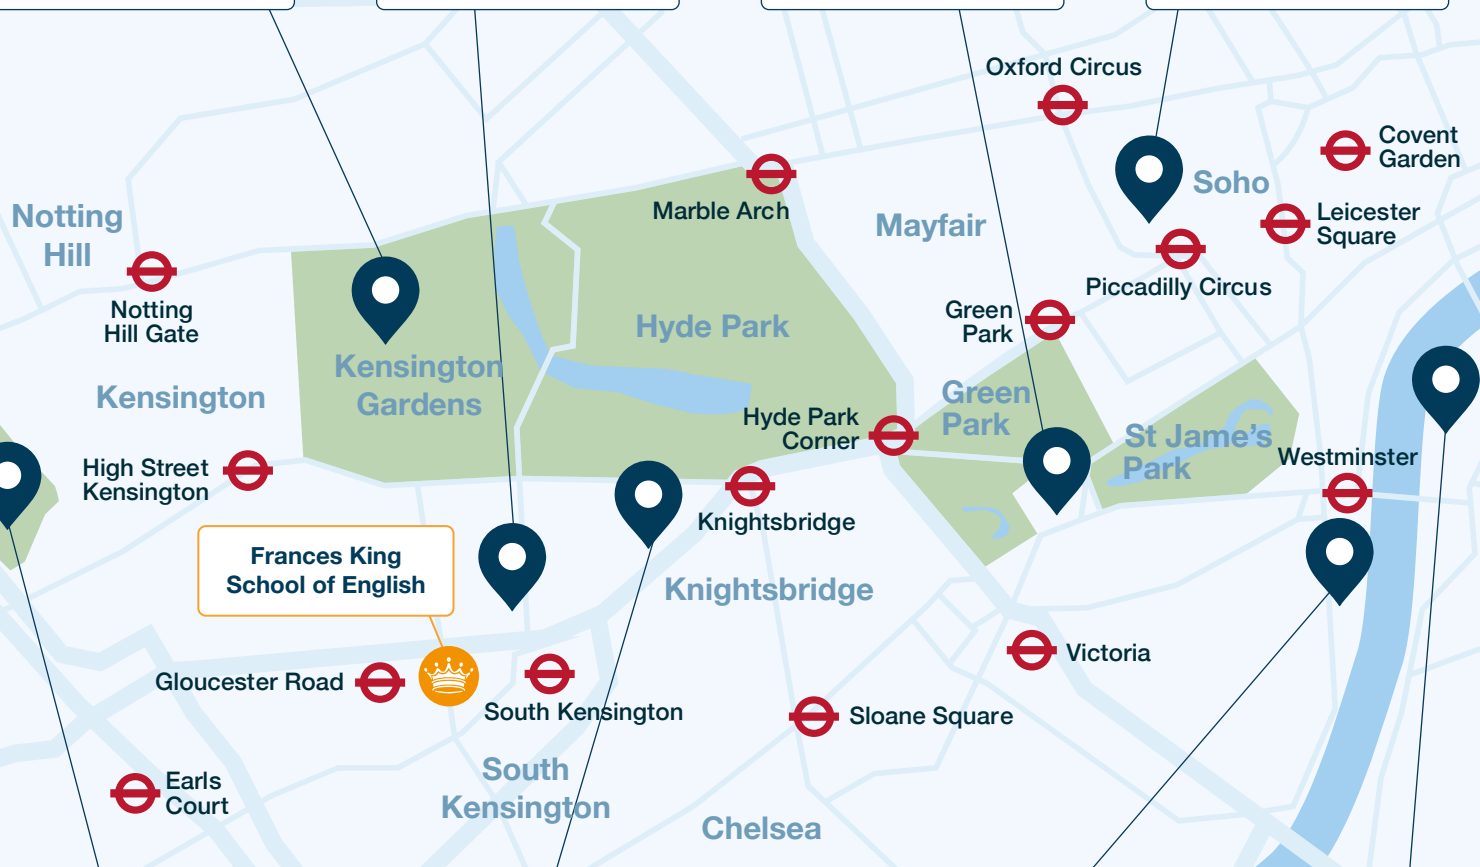 Oxford Circus
Covent
Garden
Soho
Notting
Hill
Marble Arch
Mayfair
Leicester
Square
Notting
Hill Gate
Piccadilly Circus
Green
Park
Hyde Park
Kensington
Gardens
Kensington
Green
Park
Hyde Park
Corner
St Jame's
Park
Westminster
High Street
Kensington
Knightsbridge
Frances King
School of English
Knightsbridge
Victoria
Gloucester Road
South Kensington
Sloane Square
South
Kensington
Earls
Court
Chelsea